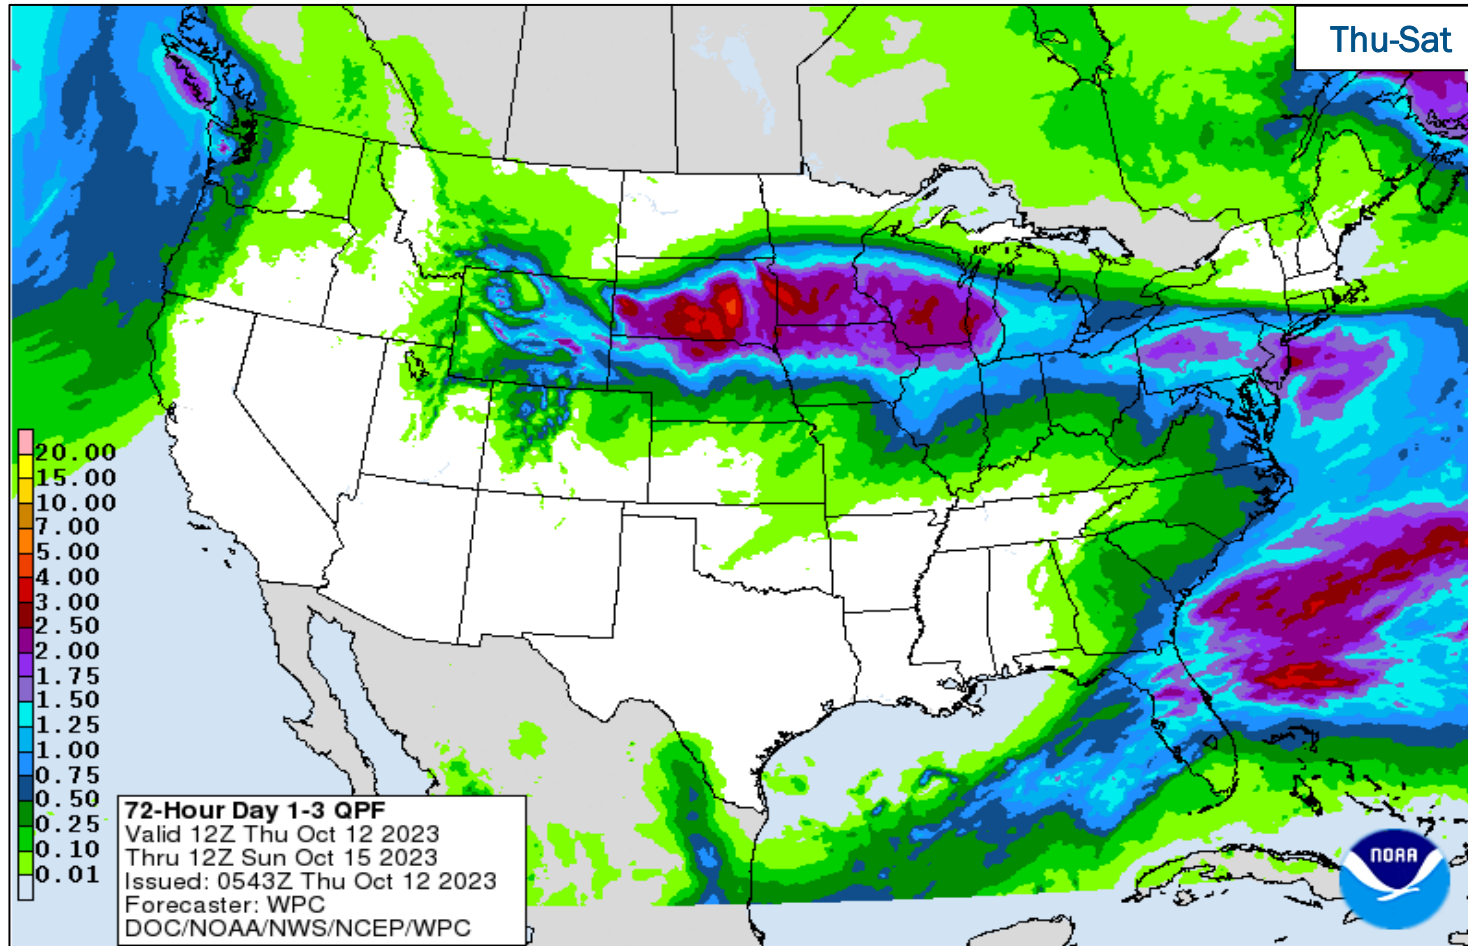 Thu-Sat
20.00
15.00
10.00
7.00
5.00
4.00
3.00
2.50
2.00
1.75
1.50
1.25
1.00
0.75
0.50
0.25
0.10
0.01
72-Hour Day 1-3 QPF
Valid 12Z Thu Oct 12 2023
Thru 12Z Sun Oct 15 2023
Issued: 0543Z Thu Oct 12 2023
Forecaster: WPC
DOC/NOAA/NWS/NCEP/WPC
NOAA